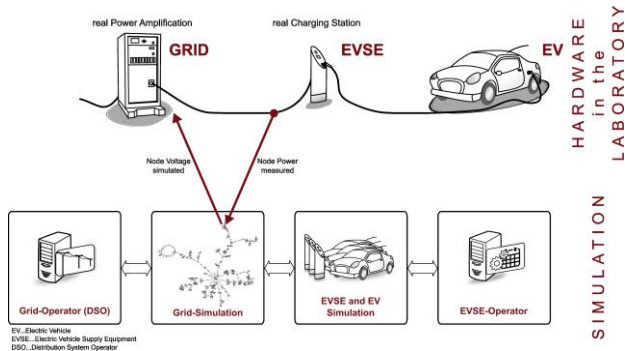 real Power Amplification
real Charging Station
GRID
EVSE
EV
HARDWARE
in the
LABORATORY
Node Voltage
simulated
Node Power
measured
Grid-Operator (DSO)
Grid-Simulation
EVSE and EV
Simulation
EVSE-Operator
SIMULATION
EV...Electric Vehicle
EVSE...Electric Vehicle Supply Equipment
DSO...Distribution System Operator